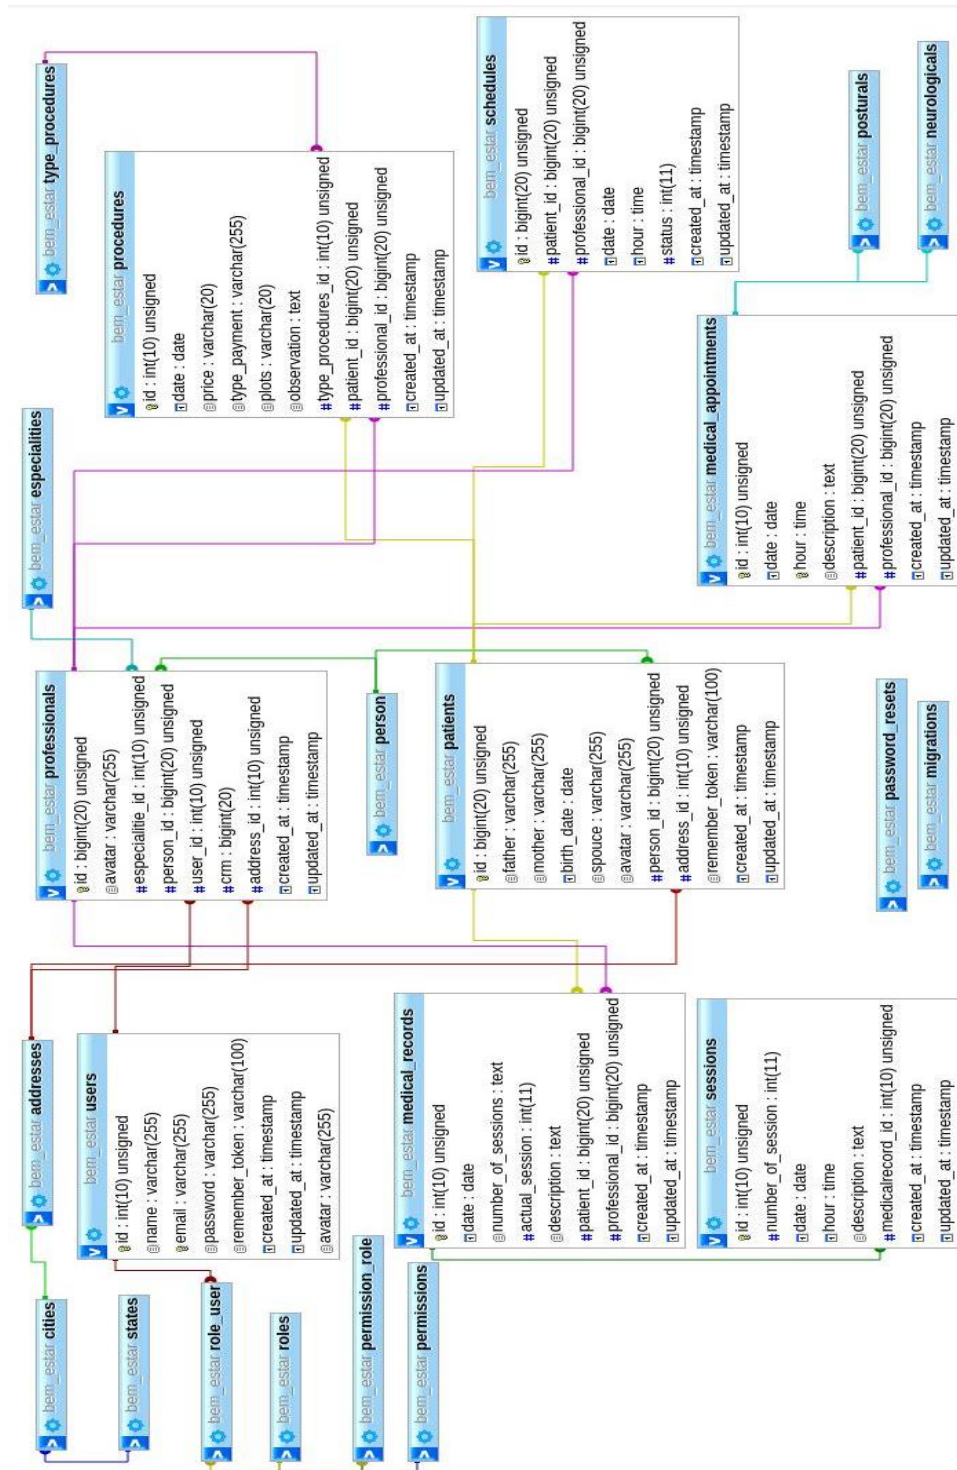 bem_estar cities
bem_estar states
bem_estar role_user
bem_estar roles
bem_estar permission_role
bem_estar permissions
bem_estar addresses
bem_estar users
id : int(10) unsigned
name : varchar(255)
email : varchar(255)
password : varchar(255)
remember_token : varchar(100)
created_at : timestamp
updated_at : timestamp
avatar : varchar(255)
bem_estar medical_records
id : int(10) unsigned
date : date
number_of_sessions : text
actual_session : int(11)
description : text
patient_id : bigint(20) unsigned
professional_id : bigint(20) unsigned
created_at : timestamp
updated_at : timestamp
bem_estar sessions
id : int(10) unsigned
number_of_session : int(11)
date : date
hour : time
description : text
medicalrecord_id : int(10) unsigned
created_at : timestamp
updated_at : timestamp
bem_estar professionals
id : bigint(20) unsigned
avatar : varchar(255)
especialitie_id : int(10) unsigned
person_id : bigint(20) unsigned
user_id : int(10) unsigned
crm : bigint(20)
address_id : int(10) unsigned
created_at : timestamp
updated_at : timestamp
bem_estar person
bem_estar patients
id : bigint(20) unsigned
father : varchar(255)
mother : varchar(255)
birth_date : date
spouce : varchar(255)
avatar : varchar(255)
person_id : bigint(20) unsigned
address_id : int(10) unsigned
remember_token : varchar(100)
created_at : timestamp
updated_at : timestamp
bem_estar password_resets
bem_estar migrations
bem_estar especialities
bem_estar type_procedures
bem_estar procedures
id : int(10) unsigned
date : date
price : varchar(20)
type_payment : varchar(255)
plots : varchar(20)
observation : text
type_procedures_id : int(10) unsigned
patient_id : bigint(20) unsigned
professional_id : bigint(20) unsigned
created_at : timestamp
updated_at : timestamp
bem_estar schedules
id : bigint(20) unsigned
patient_id : bigint(20) unsigned
professional_id : bigint(20) unsigned
date : date
hour : time
status : int(11)
created_at : timestamp
updated_at : timestamp
bem_estar medical_appointments
id : int(10) unsigned
date : date
hour : time
description : text
patient_id : bigint(20) unsigned
professional_id : bigint(20) unsigned
created_at : timestamp
updated_at : timestamp
bem_estar posturals
bem_estar neurologicals